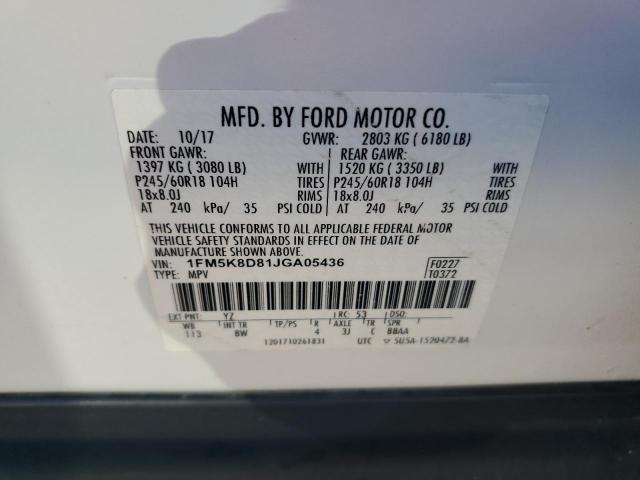 MFD. BY FORD MOTOR CO.
DATE: 10/17 GVWR: 2803 KG ( 6180 LB)
FRONT GAWR: REAR GAWR:
1397 KG ( 3080 LB) WITH 1520 KG ( 3350 LB) WITH
P245/60R18 104H TIRES P245/60R18 104H TIRES
18x8.0J RIMS 18x8.0J RIMS
AT 240 kPa/ 35 PSI COLD AT 240 kPa/ 35 PSI COLD
THIS VEHICLE CONFORMS TO ALL APPLICABLE FEDERAL MOTOR
VEHICLE SAFETY STANDARDS IN EFFECT ON THE DATE OF
MANUFACTURE SHOWN ABOVE.
VIN: 1FM5K8D81JGA05436 F0227
TYPE: MPV T0372
EXT PNT: YZ RC: 53 DSO:
WB INT TR TP/PS R AXLE TR SPR
113 BW 4 3J C BBAA
1201710261831 UTC ▽ 5U5A-1520472-BA